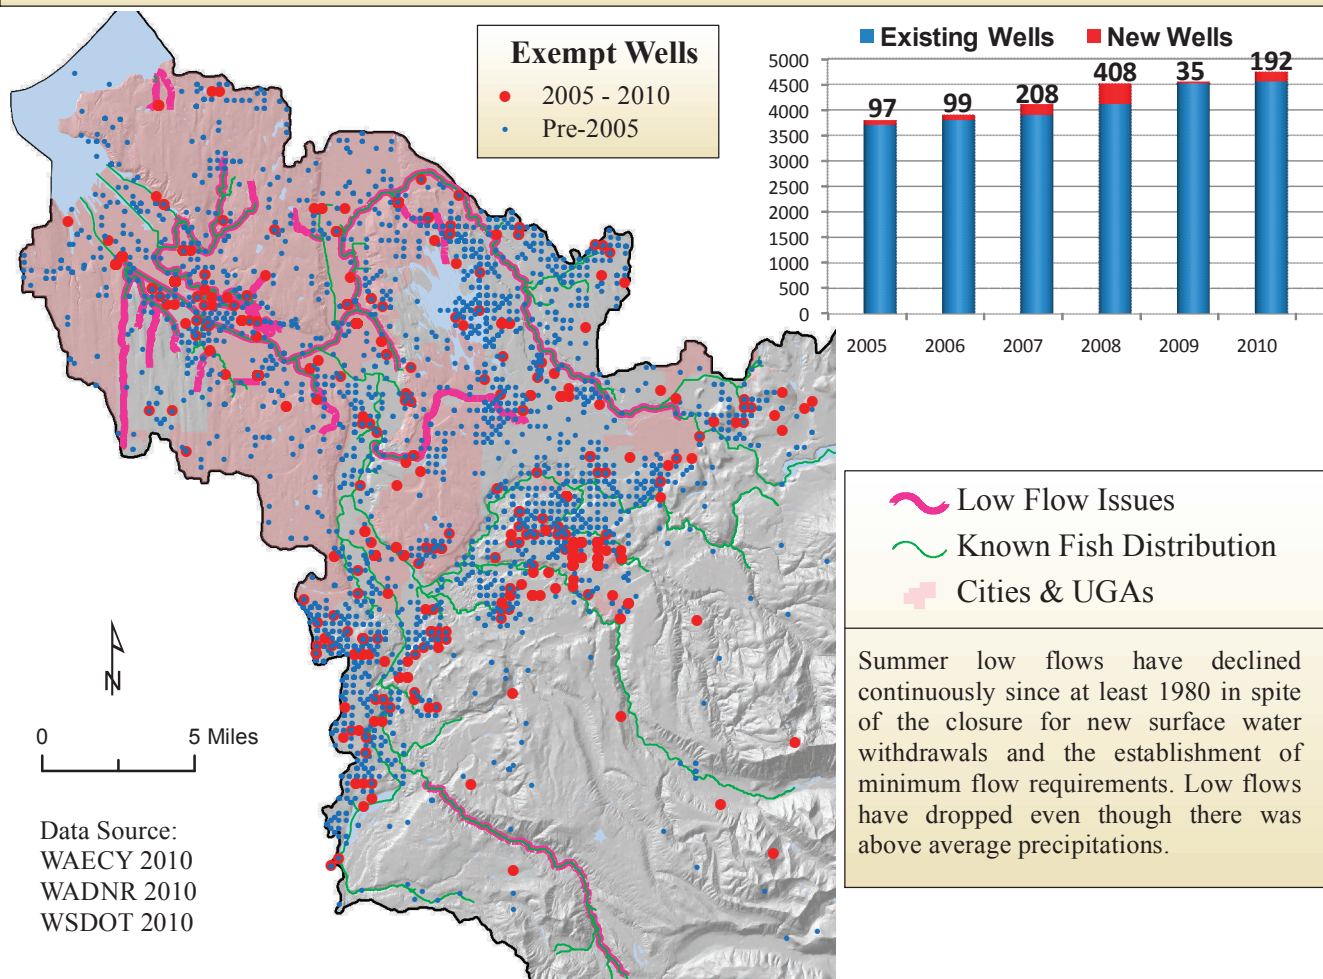 Exempt Wells
2005 - 2010
Pre-2005
Existing Wells New Wells
5000
4500
4000
3500
3000
2500
2000
1500
1000
500
0
97
99
208
408
35
192
2005 2006 2007 2008 2009 2010
Low Flow Issues
Known Fish Distribution
Cities & UGAs
Summer low flows have declined
continuously since at least 1980 in spite
of the closure for new surface water
withdrawals and the establishment of
minimum flow requirements. Low flows
have dropped even though there was
above average precipitations.
N
0 5 Miles
Data Source:
WAECY 2010
WADNR 2010
WSDOT 2010